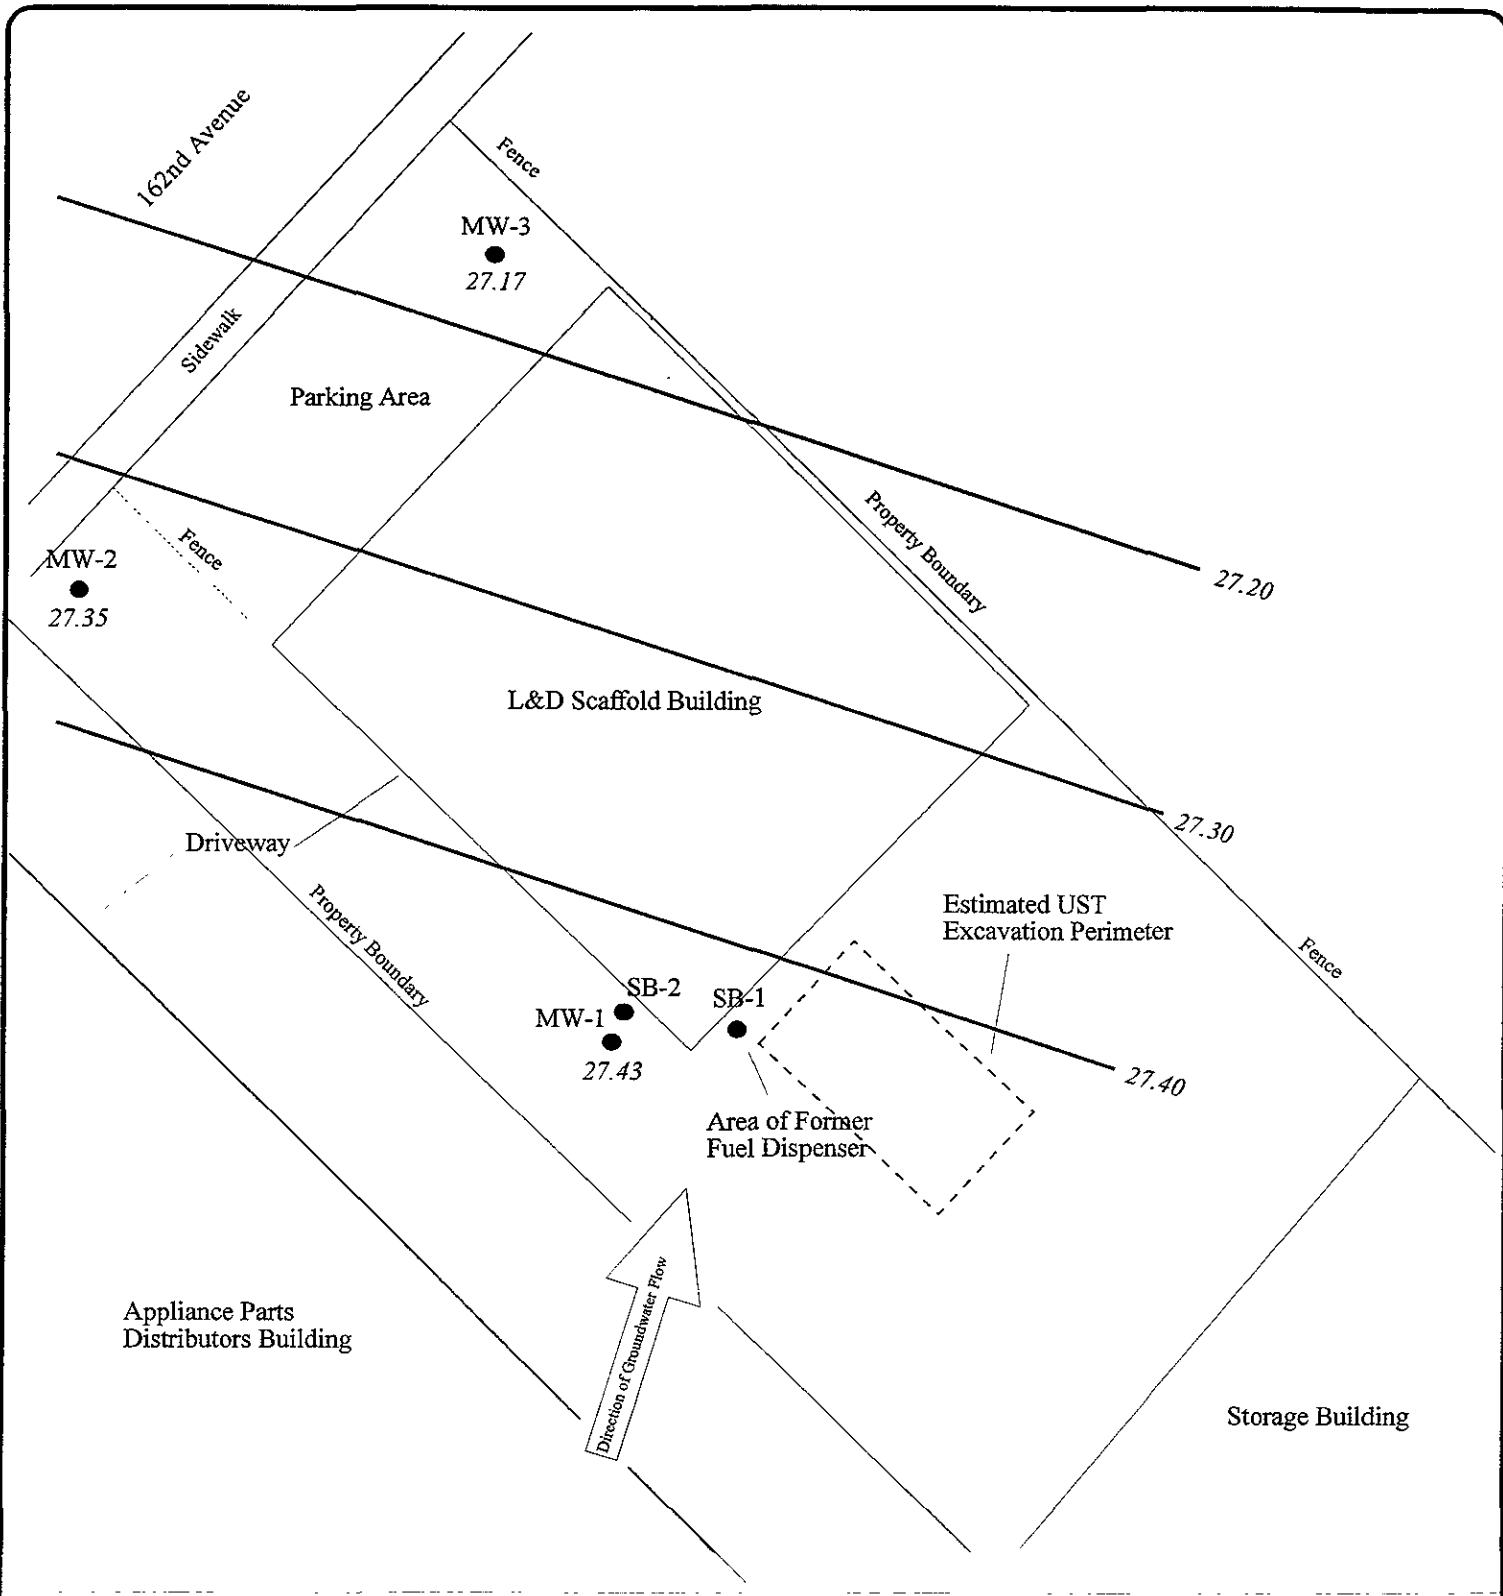 162nd Avenue
Fence
MW-3
27.17
Sidewalk
Parking Area
Property Boundary
Fence
MW-2
27.35
27.20
L&D Scaffold Building
27.30
Driveway
Property Boundary
Estimated UST
Excavation Perimeter
Fence
SB-2
SB-1
MW-1
27.43
27.40
Area of Former
Fuel Dispenser
Direction of Groundwater Flow
Appliance Parts
Distributors Building
Storage Building